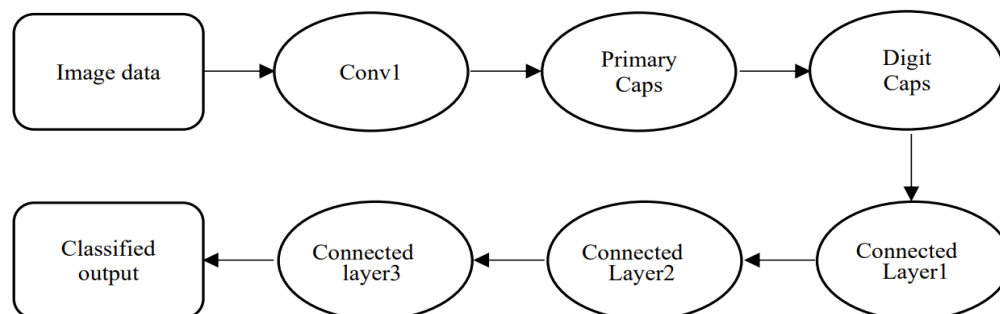 Image data
Conv1
Primary
Caps
Digit
Caps
Connected
Layer1
Connected
Layer2
Connected
layer3
Classified
output